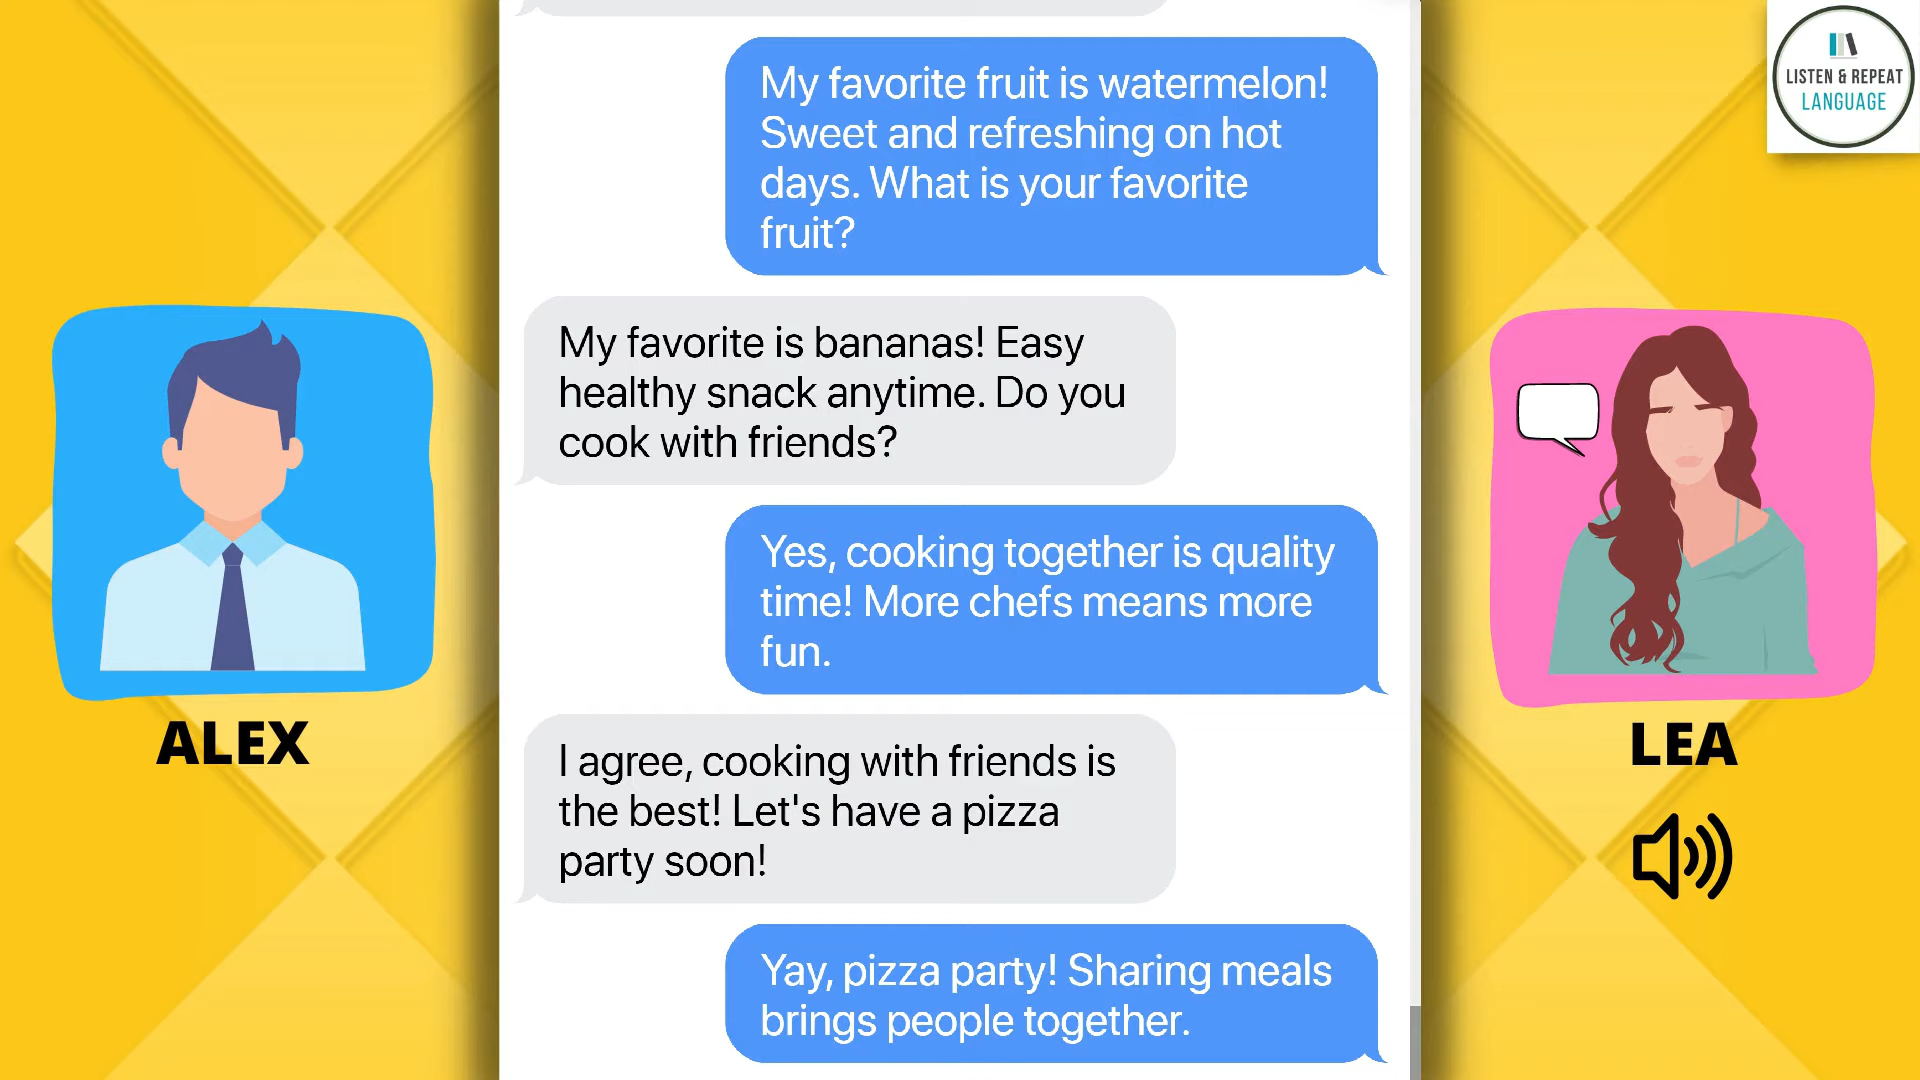 LISTEN & REPEAT
LANGUAGE
My favorite fruit is watermelon!
Sweet and refreshing on hot
days. What is your favorite
fruit?
My favorite is bananas! Easy
healthy snack anytime. Do you
cook with friends?
Yes, cooking together is quality
time! More chefs means more
fun.
I agree, cooking with friends is
the best! Let's have a pizza
party soon!
Yay, pizza party! Sharing meals
brings people together.
ALEX
LEA